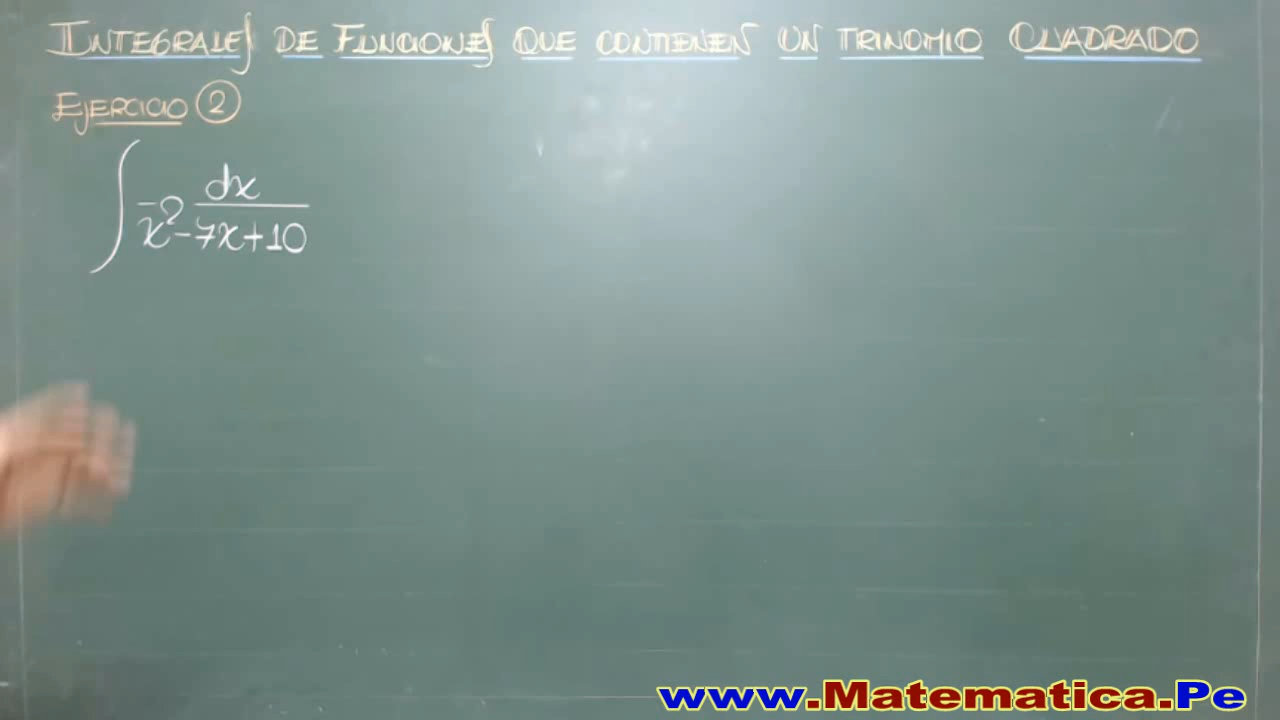 INTEGRALES DE FUNCIONES QUE CONTIENEN UN TRINOMIO CUADRADO
EJERCICIO 2
∫ dx / x² - 7x + 10
www.Matematica.Pe